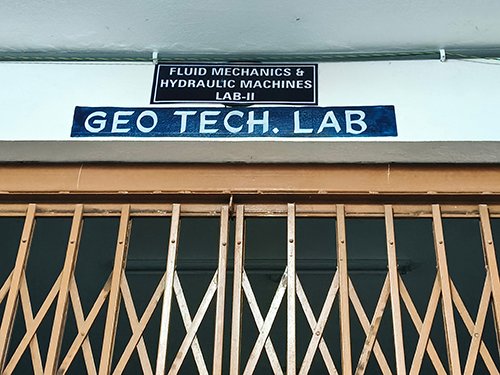 FLUID MECHANICS &
HYDRAULIC MACHINES
LAB-II
GEO TECH. LAB